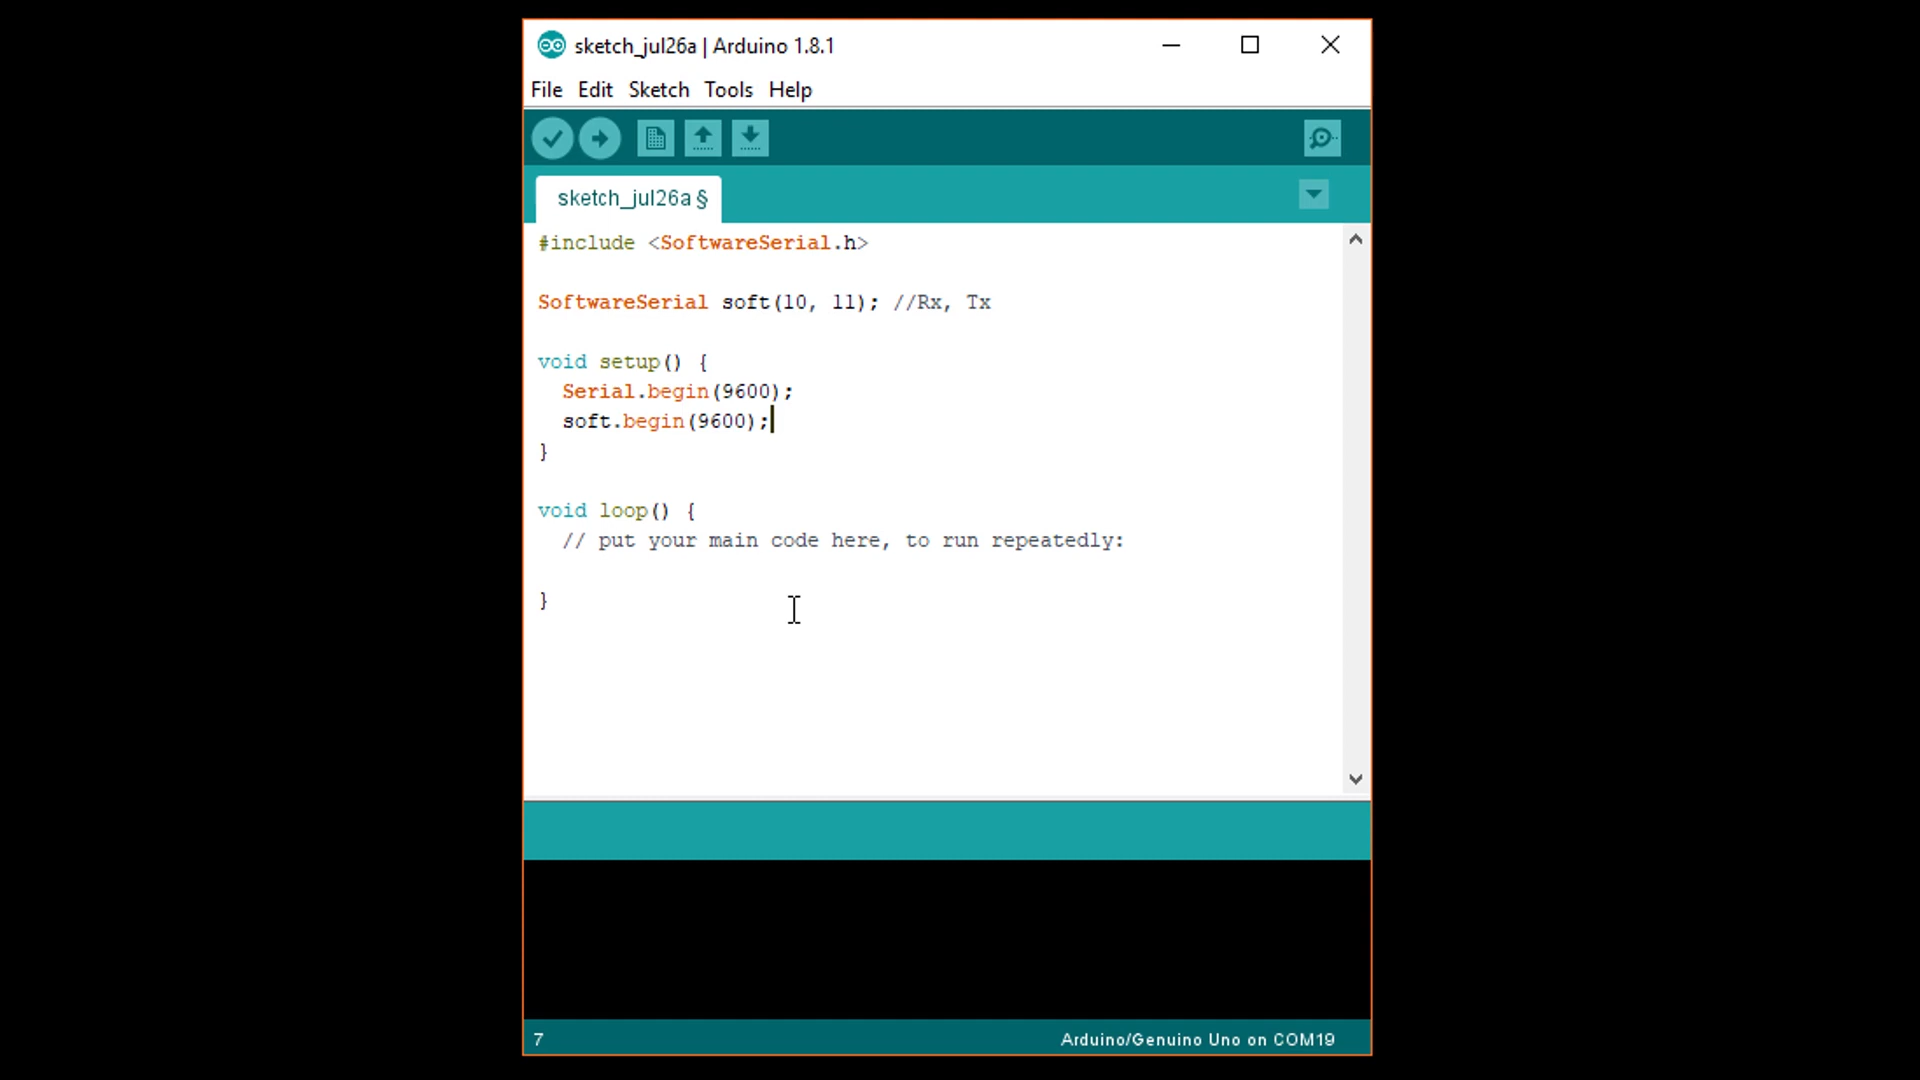 sketch_jul26a | Arduino 1.8.1
File Edit Sketch Tools Help
sketch_jul26a §
#include <SoftwareSerial.h>
SoftwareSerial soft(10, 11); //Rx, Tx
void setup() {
  Serial.begin(9600);
  soft.begin(9600);
}
void loop() {
  // put your main code here, to run repeatedly:
}
7 Arduino/Genuino Uno on COM19